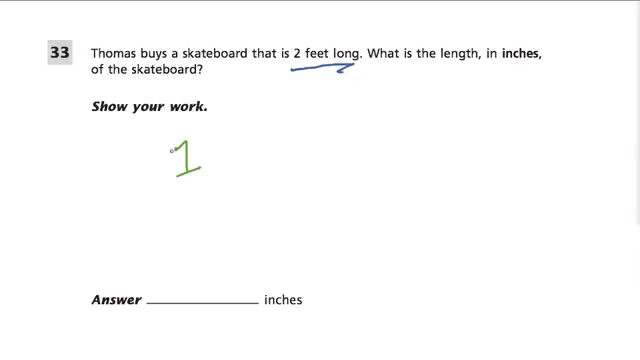 33 Thomas buys a skateboard that is 2 feet long. What is the length, in inches,
of the skateboard?
Show your work.
1
Answer ____________ inches